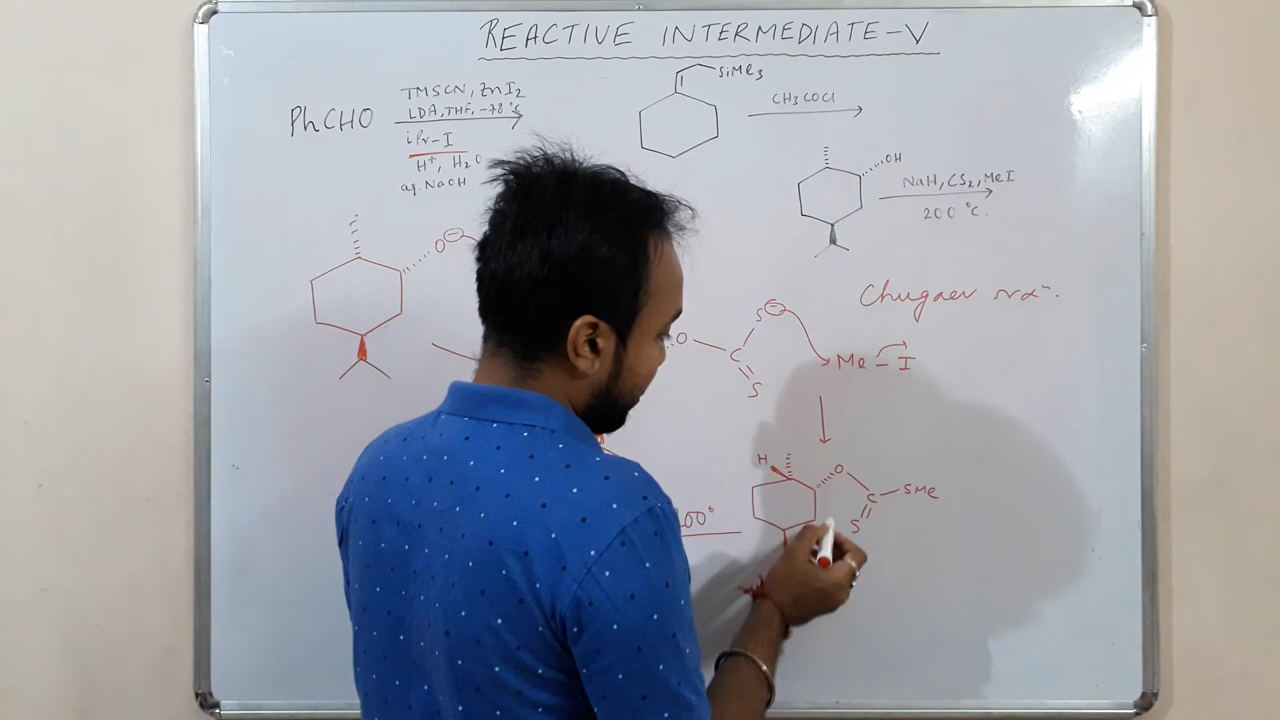 REACTIVE INTERMEDIATE-V
PhCHO
TMSCN, ZnI2
LDA, THF, -78°C
iPr-I
H+, H2O
aq. NaOH
SiMe3
CH3COCl
OH
NaH, CS2, MeI
200 °C.
O
Chugaev rxn.
S
O
C
S
Me-I
H
O
C
SMe
S
200°